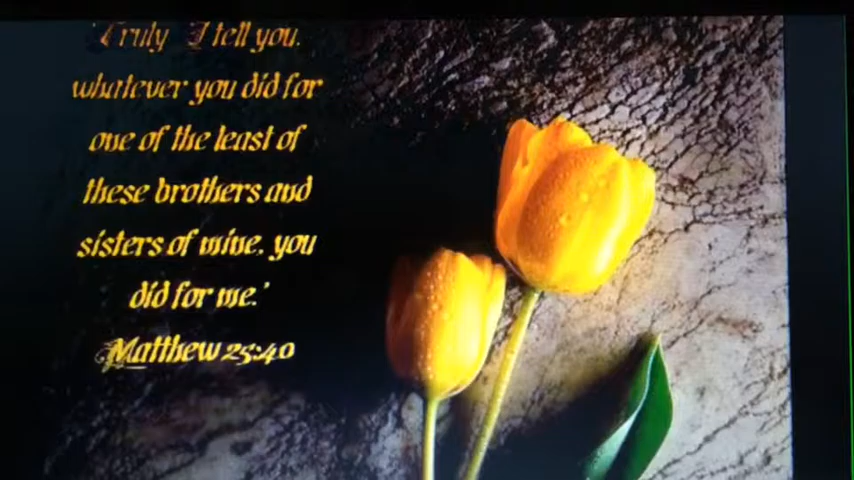 'Truly I tell you,
whatever you did for
one of the least of
these brothers and
sisters of mine, you
did for me.'
Matthew 25:40